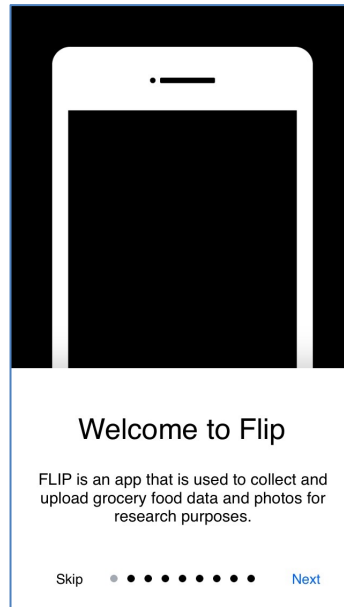 Welcome to Flip
FLIP is an app that is used to collect and
upload grocery food data and photos for
research purposes.
Skip
Next